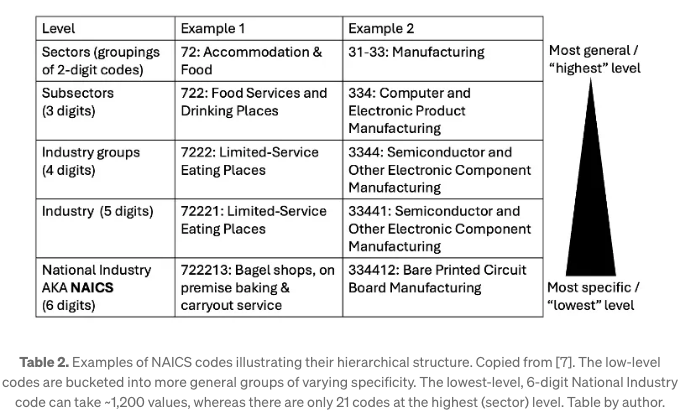 Level Example 1 Example 2
Sectors (groupings of 2-digit codes) 72: Accommodation & Food 31-33: Manufacturing
Subsectors (3 digits) 722: Food Services and Drinking Places 334: Computer and Electronic Product Manufacturing
Industry groups (4 digits) 7222: Limited-Service Eating Places 3344: Semiconductor and Other Electronic Component Manufacturing
Industry (5 digits) 72221: Limited-Service Eating Places 33441: Semiconductor and Other Electronic Component Manufacturing
National Industry AKA NAICS (6 digits) 722213: Bagel shops, on premise baking & carryout service 334412: Bare Printed Circuit Board Manufacturing
Most general /
“highest” level
Most specific /
“lowest” level
Table 2. Examples of NAICS codes illustrating their hierarchical structure. Copied from [7]. The low-level
codes are bucketed into more general groups of varying specificity. The lowest-level, 6-digit National Industry
code can take ~1,200 values, whereas there are only 21 codes at the highest (sector) level. Table by author.